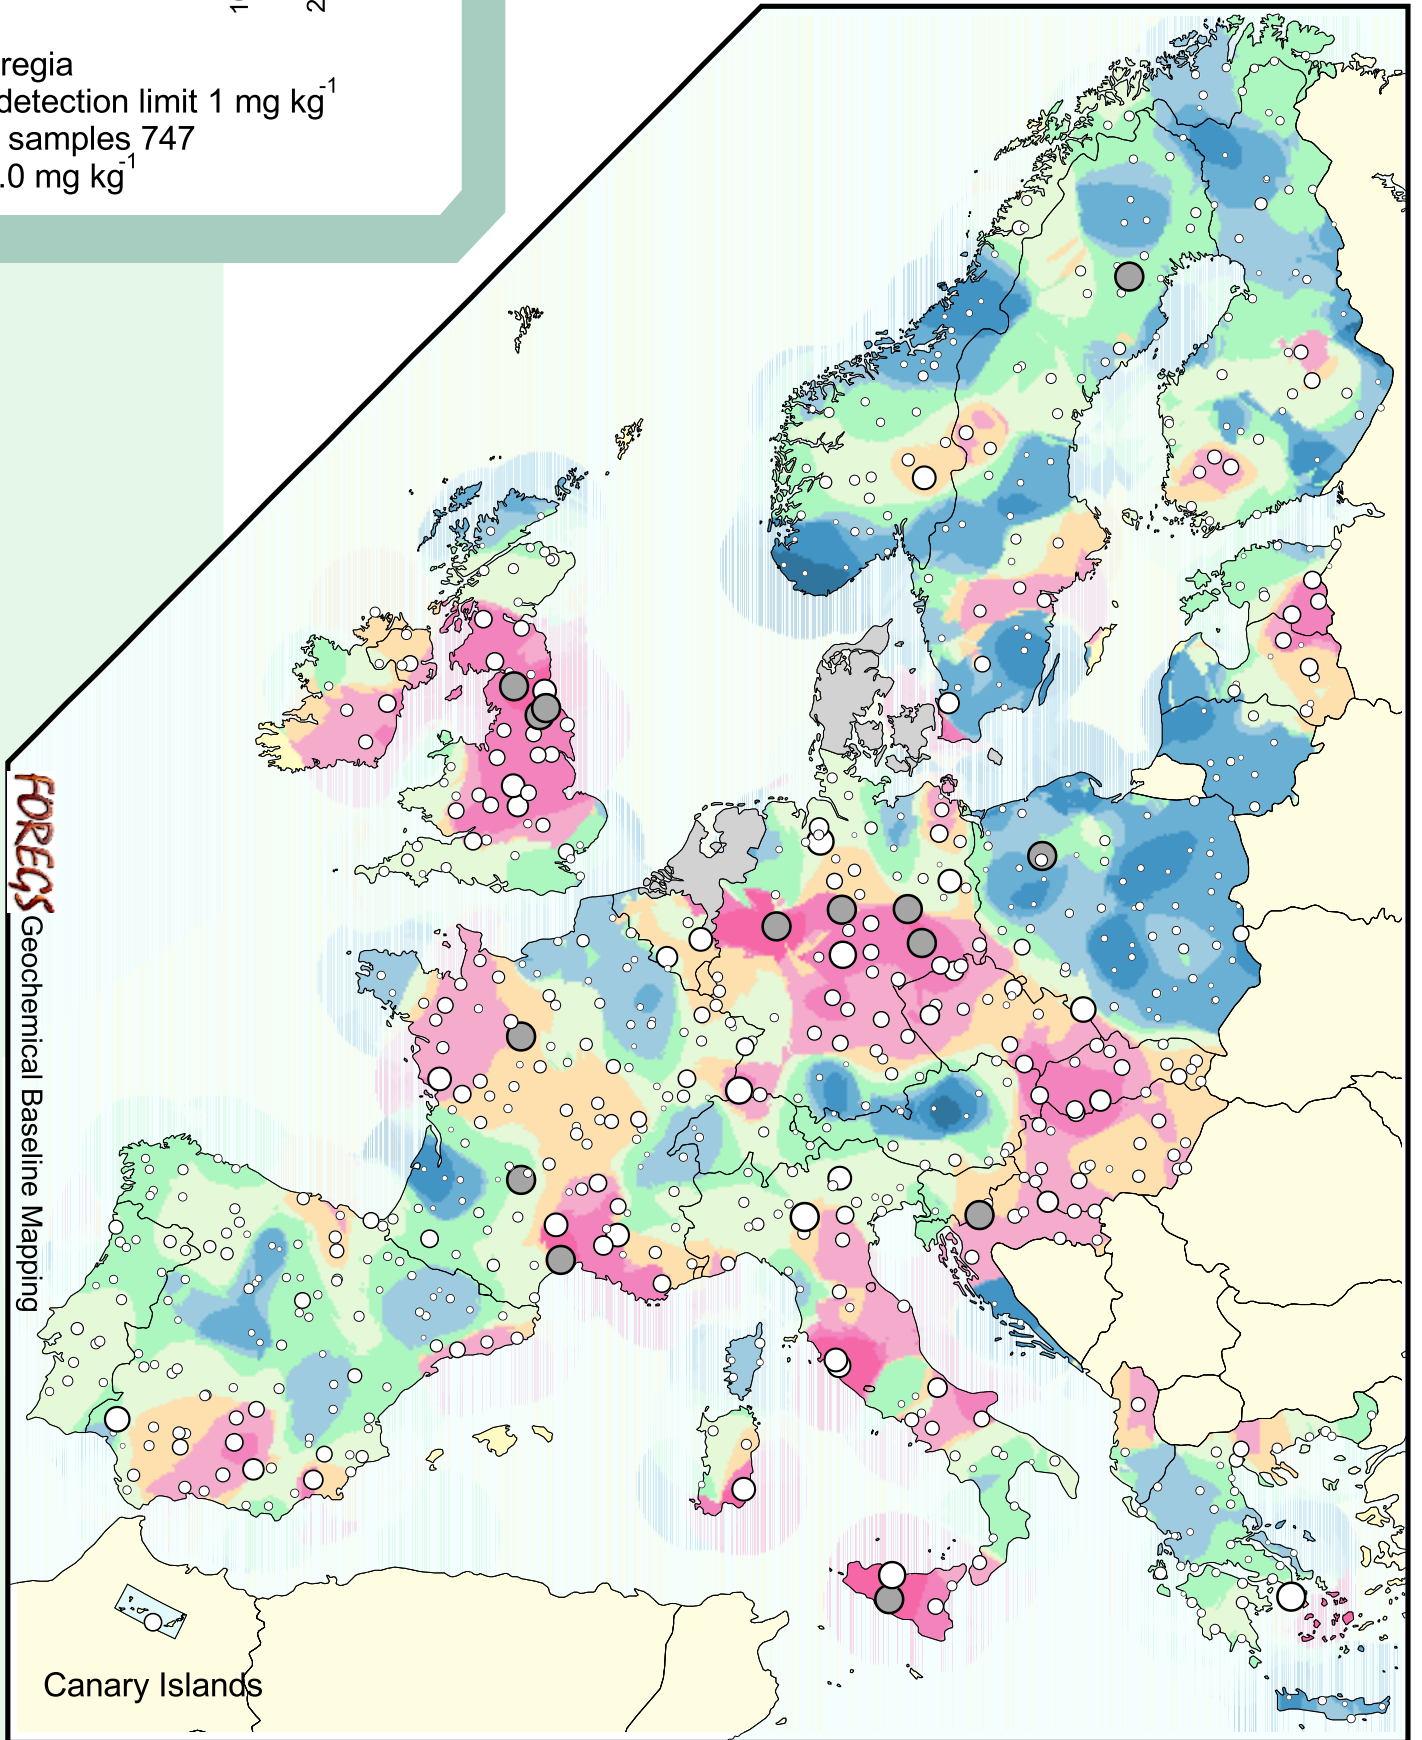 regia
detection limit 1 mg kg-1
samples 747
.0 mg kg-1
FOREGS Geochemical Baseline Mapping
Canary Islands